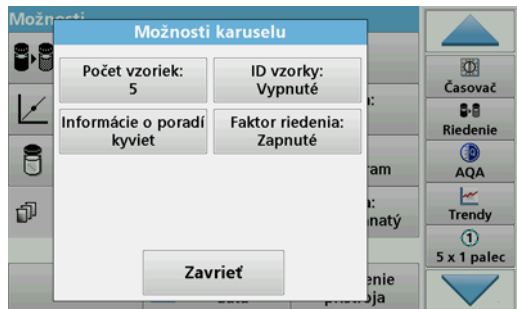 Možnosti
Možnosti karuselu
Počet vzoriek:
5
ID vzorky:
Vypnuté
Informácie o poradí
kyviet
Faktor riedenia:
Zapnuté
Zavrieť
Časovač
Riedenie
AQA
Trendy
5 x 1 palec